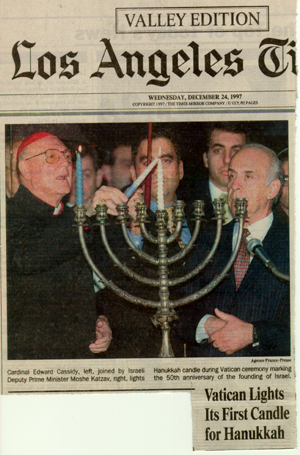 VALLEY EDITION
Los Angeles Ti
WEDNESDAY, DECEMBER 24, 1997
COPYRIGHT 1997 / THE TIMES MIRROR COMPANY / PAGES
Agence France-Presse
Cardinal Edward Cassidy, left, joined by Israeli
Deputy Prime Minister Moshe Katzav, right, lights
Hanukkah candle during Vatican ceremony marking
the 50th anniversary of the founding of Israel.
Vatican Lights
Its First Candle
for Hanukkah